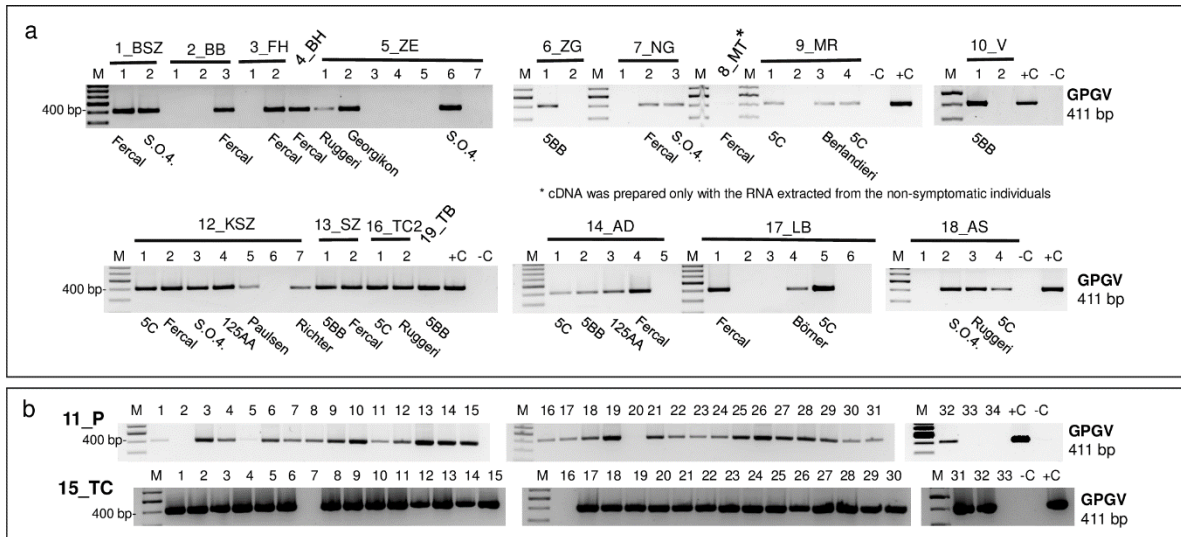 a
1_BSZ 2_BB 3_FH 4_BH 5_ZE 6_ZG 7_NG 8_MT* 9_MR 10_V
M 1 2 1 2 3 1 2 1 2 3 4 5 6 7 M 1 2 M 1 2 3 M M 1 2 3 4 -C +C M 1 2 +C -C
400 bp-
GPGV
411 bp
Fercal S.O.4. Fercal Fercal Fercal Ruggeri Georgikon S.O.4. 5BB Fercal S.O.4. Fercal 5C Berlandieri 5C 5BB
* cDNA was prepared only with the RNA extracted from the non-symptomatic individuals
12_KSZ 13_SZ 16_TC2 19_TB 14_AD 17_LB 18_AS
M 1 2 3 4 5 6 7 1 2 1 2 +C -C M 1 2 3 4 5 M 1 2 3 4 5 6 M 1 2 3 4 -C +C
400 bp-
GPGV
411 bp
5C Fercal S.O.4. 125AA Paulsen Richter 5BB Fercal 5C Ruggeri 5BB 5C 5BB 125AA Fercal Fercal Börner 5C S.O.4. Ruggeri 5C
b
11_P
M 1 2 3 4 5 6 7 8 9 10 11 12 13 14 15 M 16 17 18 19 20 21 22 23 24 25 26 27 28 29 30 31 M 32 33 34 +C -C
400 bp-
GPGV
411 bp
15_TC
M 1 2 3 4 5 6 7 8 9 10 11 12 13 14 15 M 16 17 18 19 20 21 22 23 24 25 26 27 28 29 30 M 31 32 33 -C +C
400 bp-
GPGV
411 bp